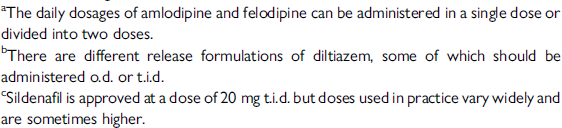 aThe daily dosages of amlodipine and felodipine can be administered in a single dose or
divided into two doses.
bThere are different release formulations of diltiazem, some of which should be
administered o.d. or t.i.d.
cSildenafil is approved at a dose of 20 mg t.i.d. but doses used in practice vary widely and
are sometimes higher.